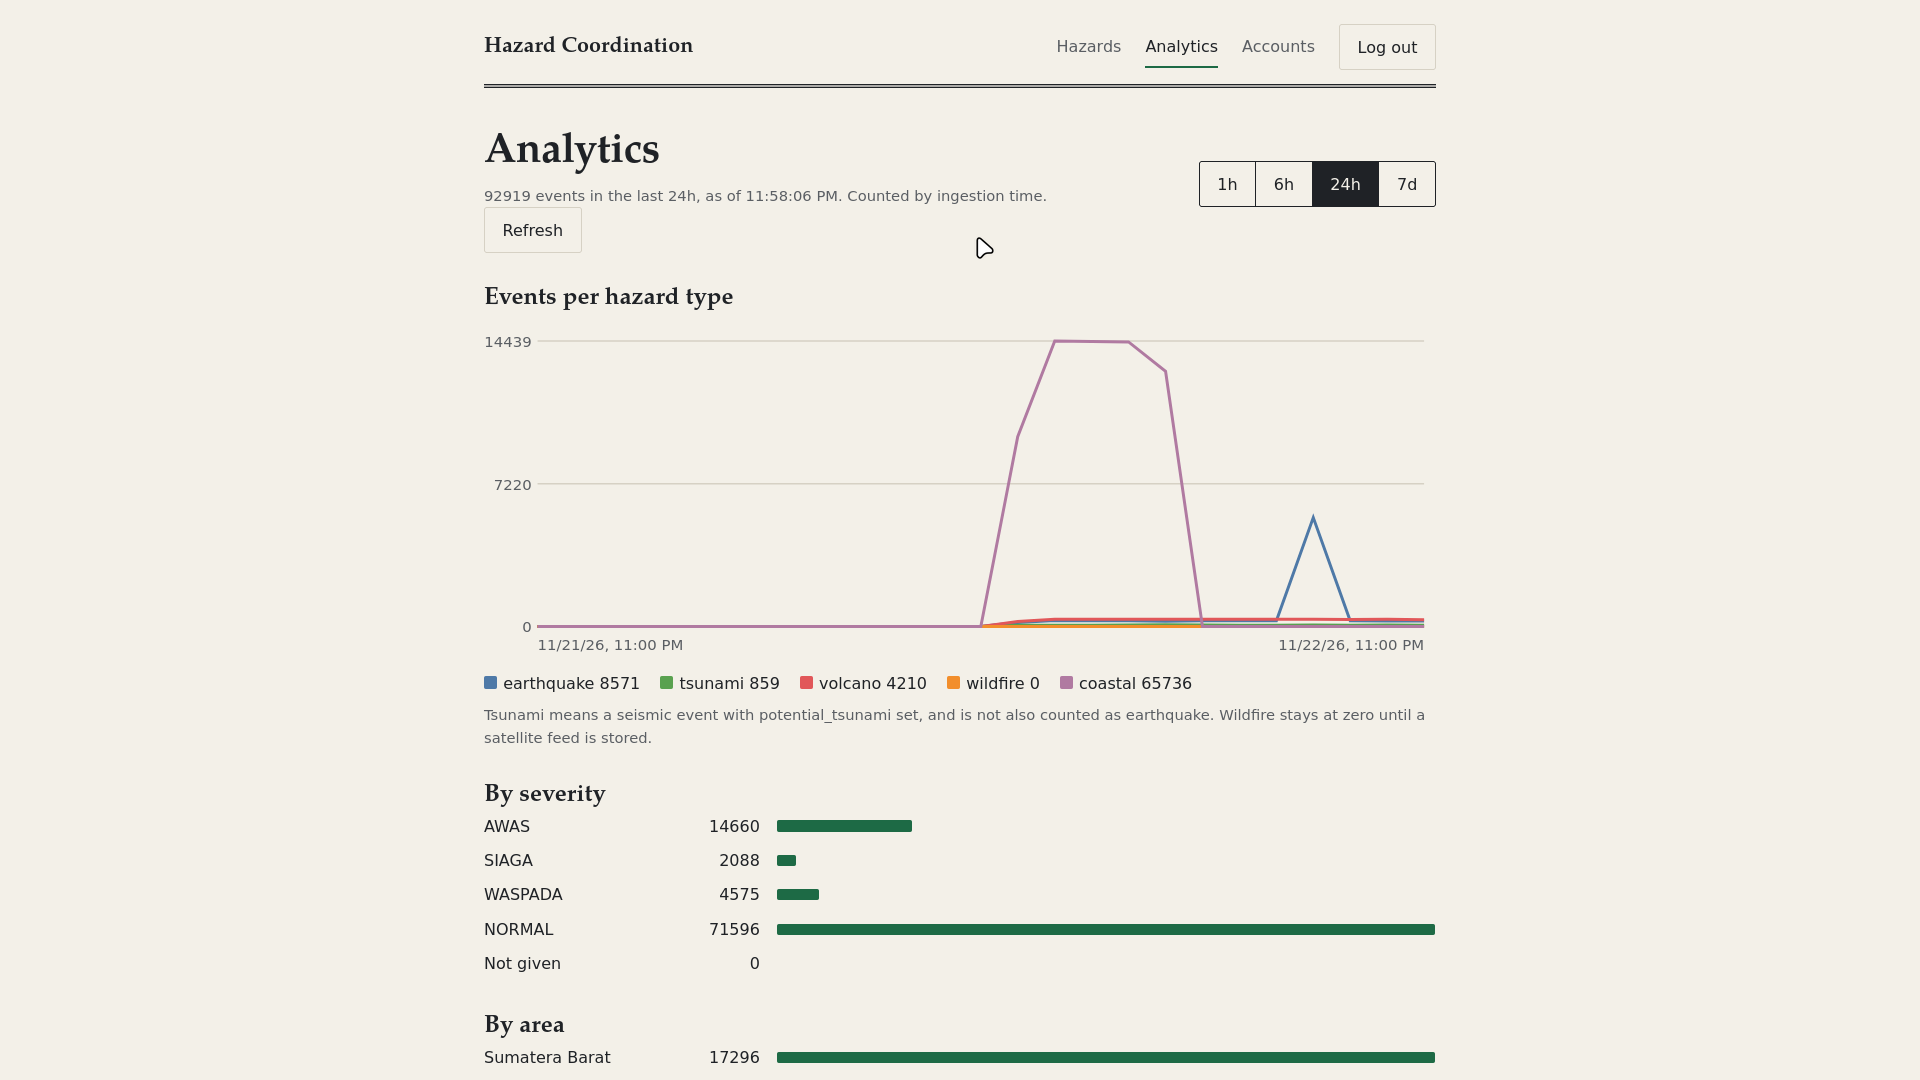 Hazard Coordination
Hazards
Analytics
Accounts
Log out
Analytics
92919 events in the last 24h, as of 11:58:06 PM. Counted by ingestion time.
Refresh
1h
6h
24h
7d
Events per hazard type
14439
7220
0
11/21/26, 11:00 PM
11/22/26, 11:00 PM
earthquake 8571
tsunami 859
volcano 4210
wildfire 0
coastal 65736
Tsunami means a seismic event with potential_tsunami set, and is not also counted as earthquake. Wildfire stays at zero until a
satellite feed is stored.
By severity
AWAS 14660
SIAGA 2088
WASPADA 4575
NORMAL 71596
Not given 0
By area
Sumatera Barat 17296